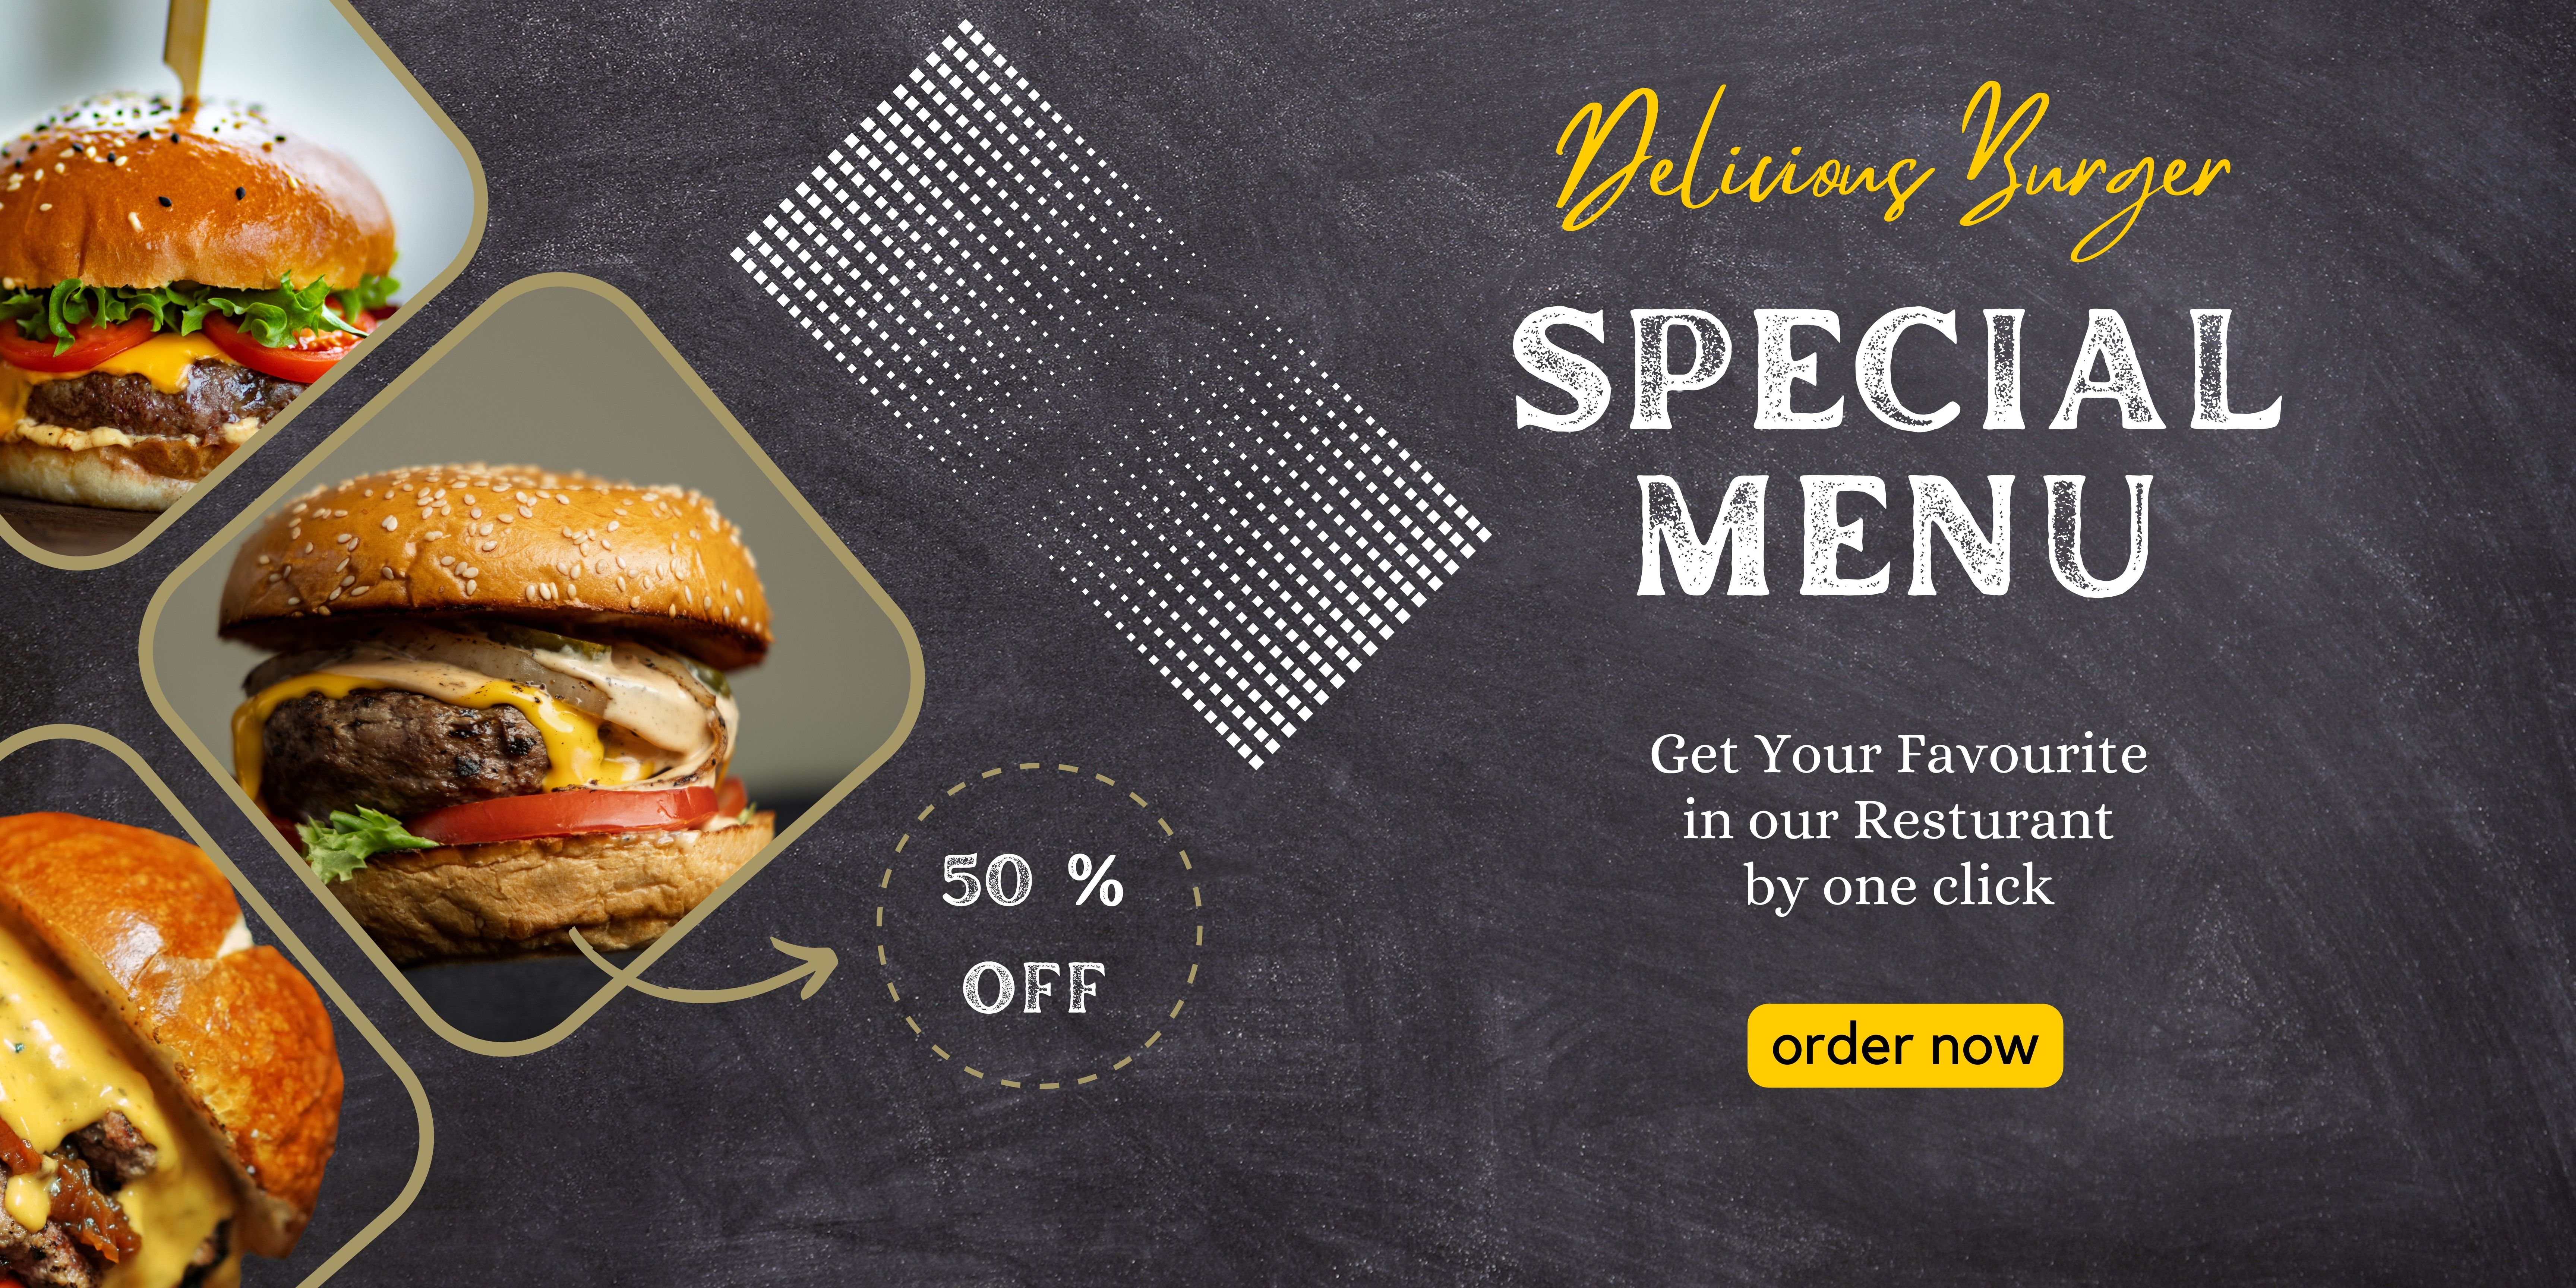 Delicious Burger
SPECIAL
MENU
Get Your Favourite
in our Resturant
by one click
order now
50 %
OFF